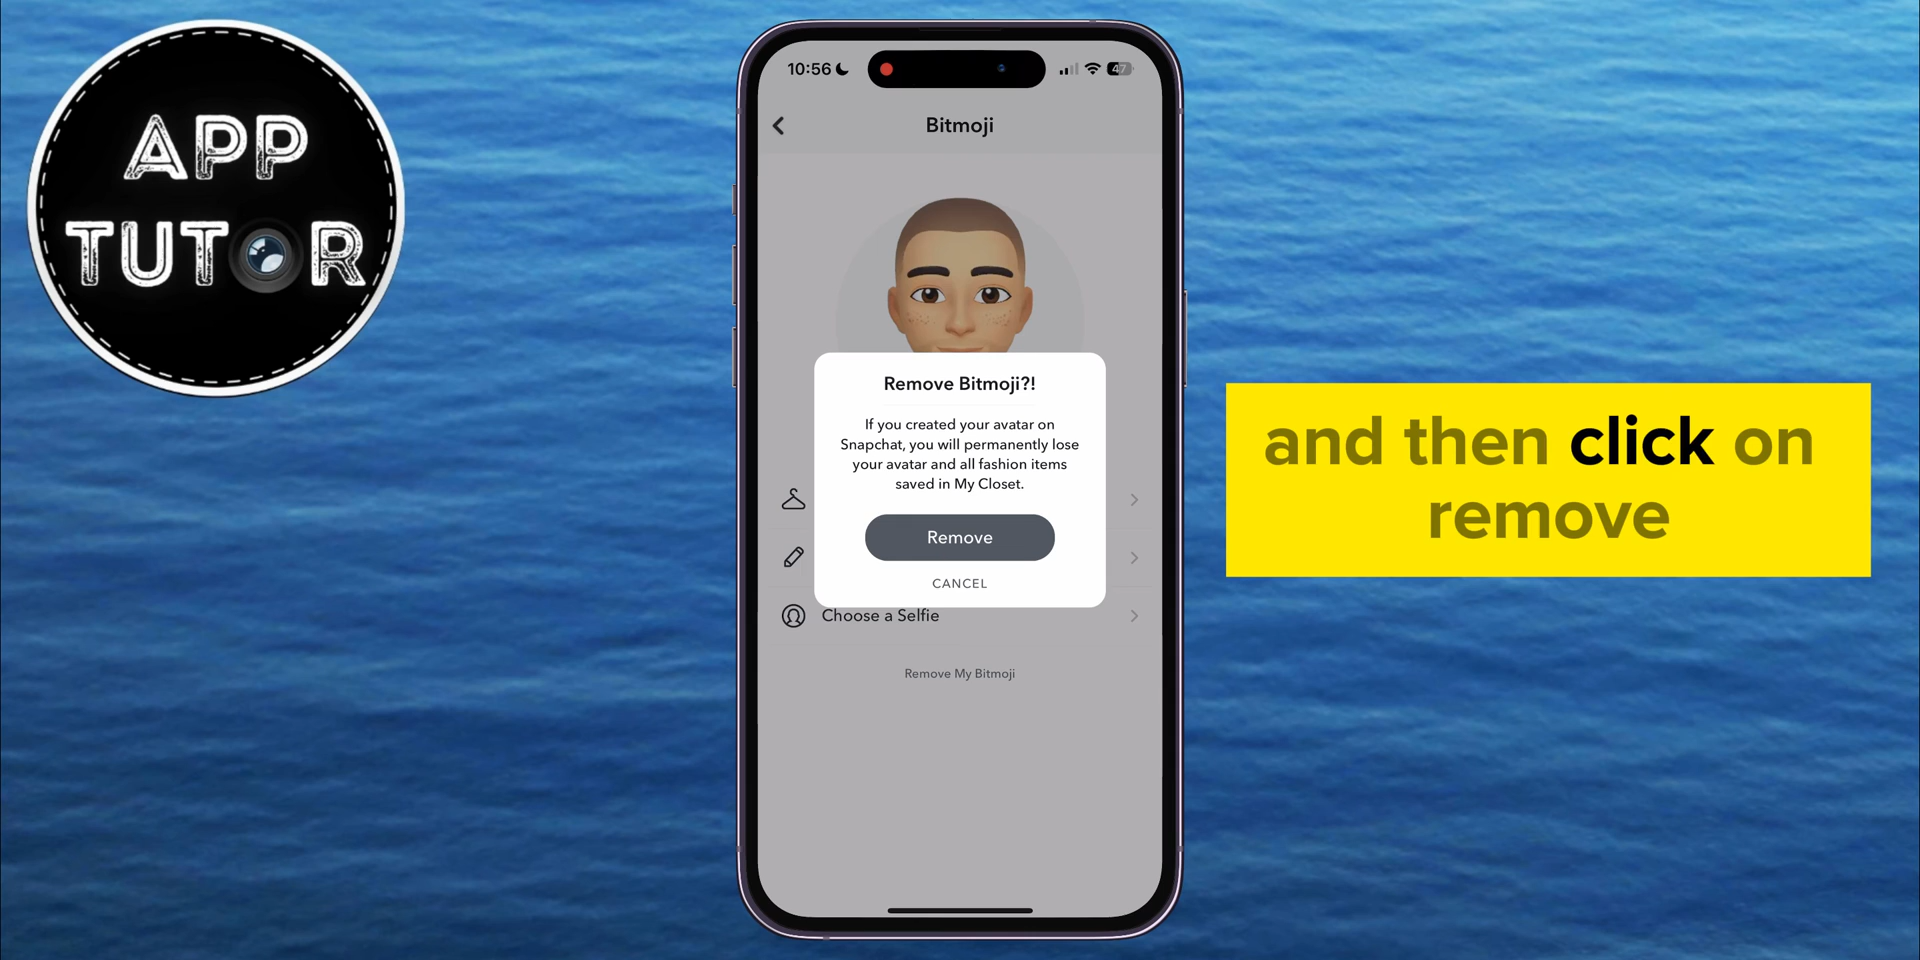 APP
TUTOR
10:56
47
Bitmoji
Remove Bitmoji?!
If you created your avatar on
Snapchat, you will permanently lose
your avatar and all fashion items
saved in My Closet.
Remove
CANCEL
Choose a Selfie
Remove My Bitmoji
and then click on
remove